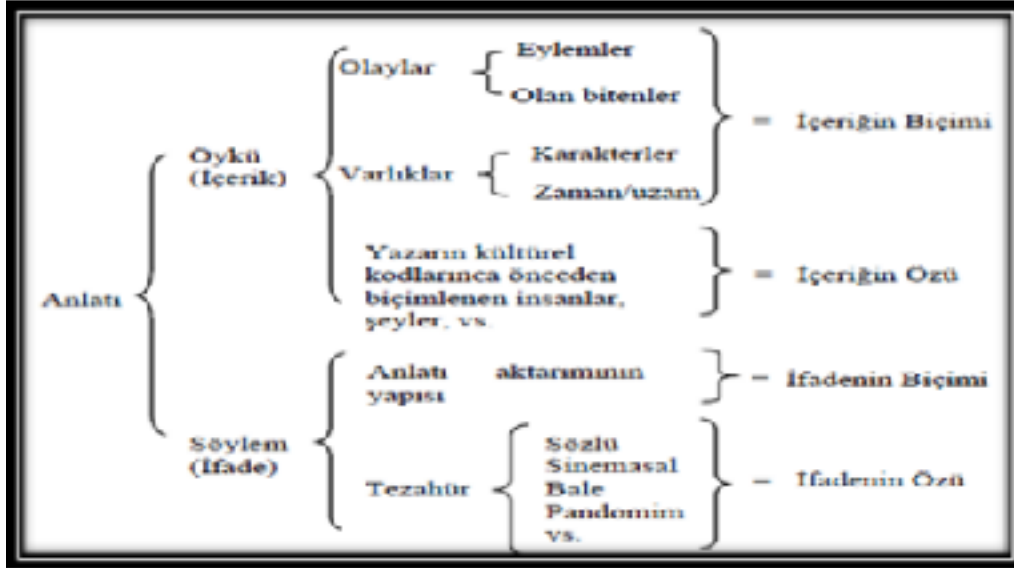 Anlatı
Öykü
(İçerik)
Olaylar
Eylemler
Olan bitenler
Varlıklar
Karakterler
Zaman/uzam
= İçeriğin Biçimi
Yazarın kültürel
kodlarınca önceden
biçimlenen insanlar,
şeyler, vs.
= İçeriğin Özü
Söylem
(İfade)
Anlatı aktarımının
yapısı
= İfadenin Biçimi
Tezahür
Sözlü
Sinemasal
Bale
Pandomim
vs.
= İfadenin Özü